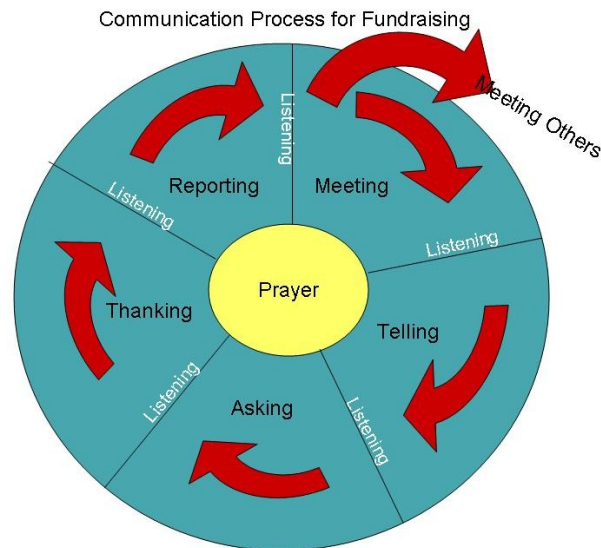 Communication Process for Fundraising
Meeting Others
Listening
Reporting
Meeting
Listening
Listening
Prayer
Thanking
Telling
Listening
Asking
Listening